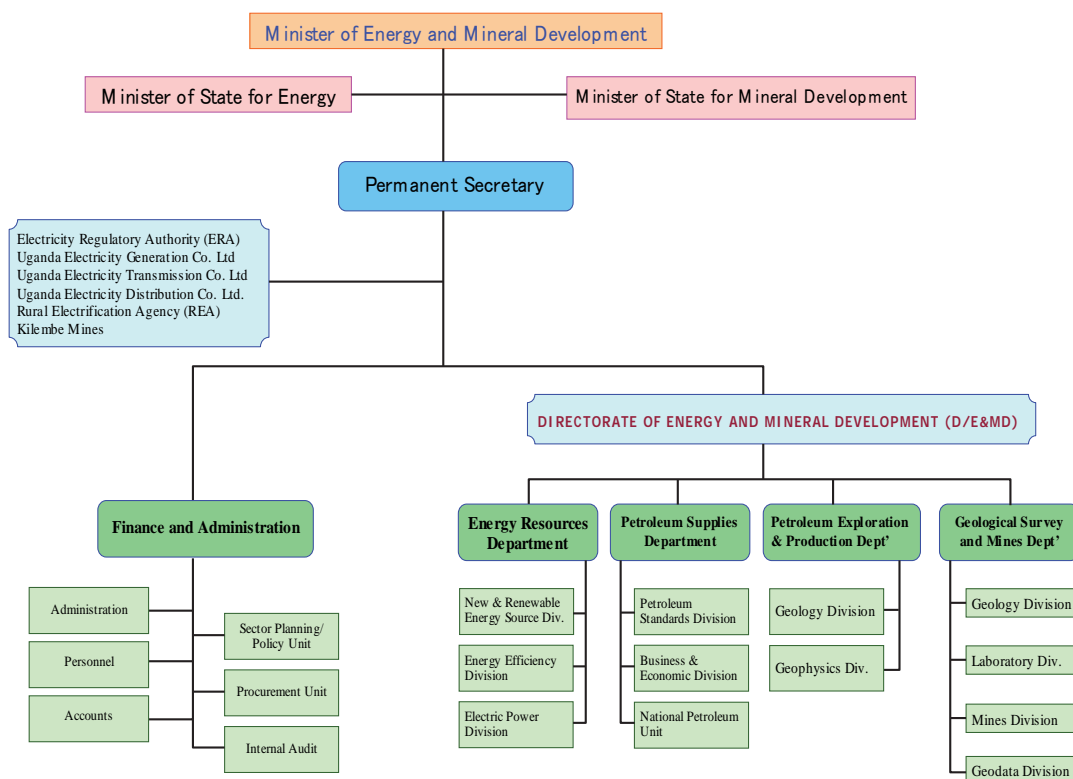 Minister of Energy and Mineral Development
Minister of State for Energy
Minister of State for Mineral Development
Permanent Secretary
Electricity Regulatory Authority (ERA)
Uganda Electricity Generation Co. Ltd
Uganda Electricity Transmission Co. Ltd
Uganda Electricity Distribution Co. Ltd.
Rural Electrification Agency (REA)
Kilembe Mines
DIRECTORATE OF ENERGY AND MINERAL DEVELOPMENT (D/E&MD)
Finance and Administration
Administration
Personnel
Accounts
Sector Planning/
Policy Unit
Procurement Unit
Internal Audit
Energy Resources
Department
New & Renewable
Energy Source Div.
Energy Efficiency
Division
Electric Power
Division
Petroleum Supplies
Department
Petroleum
Standards Division
Business &
Economic Division
National Petroleum
Unit
Petroleum Exploration
& Production Dept'
Geology Division
Geophysics Div.
Geological Survey
and Mines Dept'
Geology Division
Laboratory Div.
Mines Division
Geodata Division